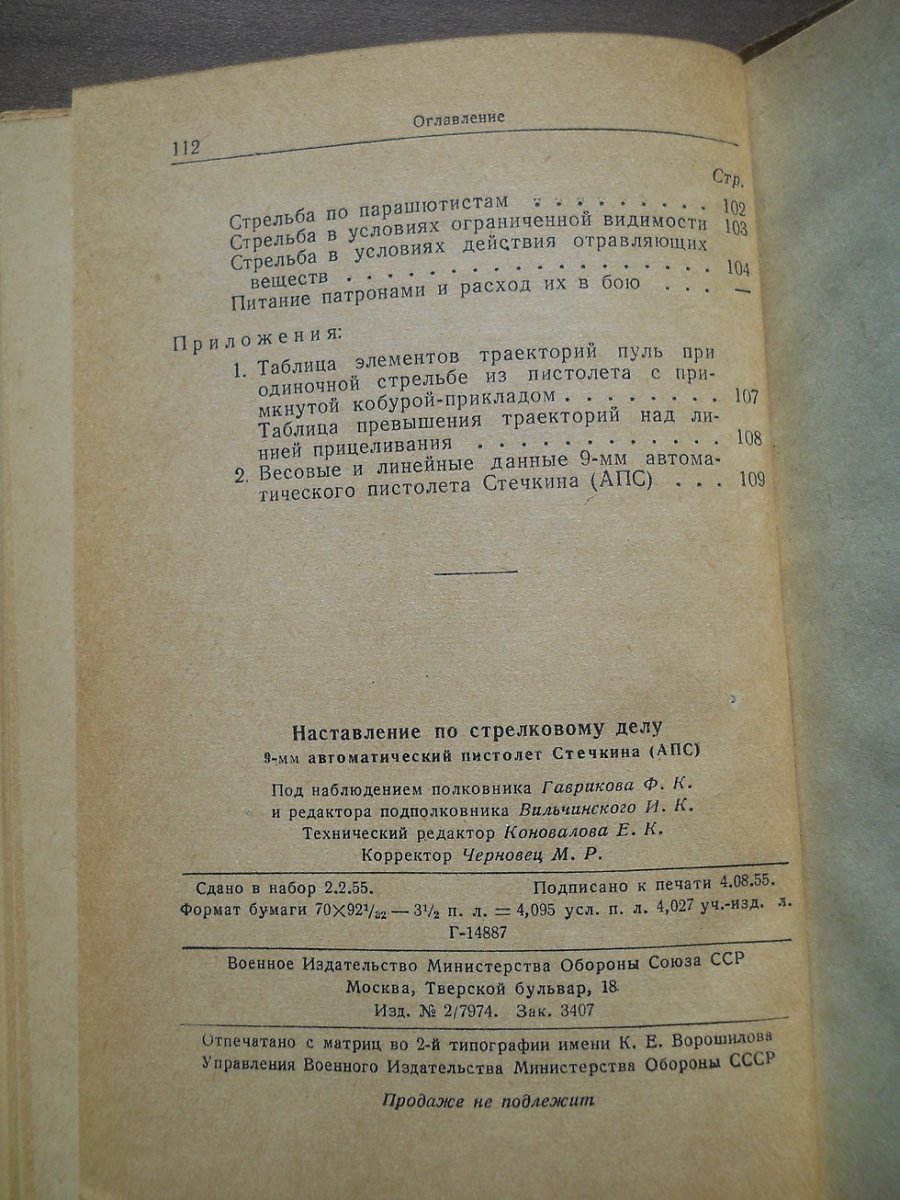 112
Оглавление
Стр.
Стрельба по парашютистам . . . . . . . . . 102
Стрельба в условиях ограниченной видимости 103
Стрельба в условиях действия отравляющих
веществ . . . . . . . . . . . . . . . . . . 104
Питание патронами и расход их в бою . . . —
Приложения:
1. Таблица элементов траекторий пуль при
одиночной стрельбе из пистолета с при-
мкнутой кобурой-прикладом . . . . . . . . 107
Таблица превышения траекторий над ли-
нией прицеливания . . . . . . . . . . . . 108
2. Весовые и линейные данные 9-мм автома-
тического пистолета Стечкина (АПС) . . . 109
Наставление по стрелковому делу
9-мм автоматический пистолет Стечкина (АПС)
Под наблюдением полковника Гаврикова Ф. К.
и редактора подполковника Вильчинского И. К.
Технический редактор Коновалова Е. К.
Корректор Черновец М. Р.
Сдано в набор 2.2.55. Подписано к печати 4.08.55.
Формат бумаги 70×92 1/32 — 3 1/2 п. л. = 4,095 усл. п. л. 4,027 уч.-изд. л.
Г-14887
Военное Издательство Министерства Обороны Союза ССР
Москва, Тверской бульвар, 18.
Изд. № 2/7974. Зак. 3407
Отпечатано с матриц во 2-й типографии имени К. Е. Ворошилова
Управления Военного Издательства Министерства Обороны СССР
Продаже не подлежит